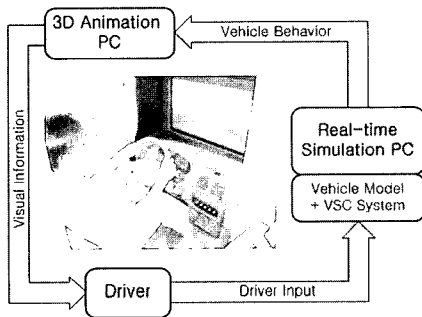 3D Animation
PC
Vehicle Behavior
Visual Information
Real-time
Simulation PC
Vehicle Model
+ VSC System
Driver
Driver Input